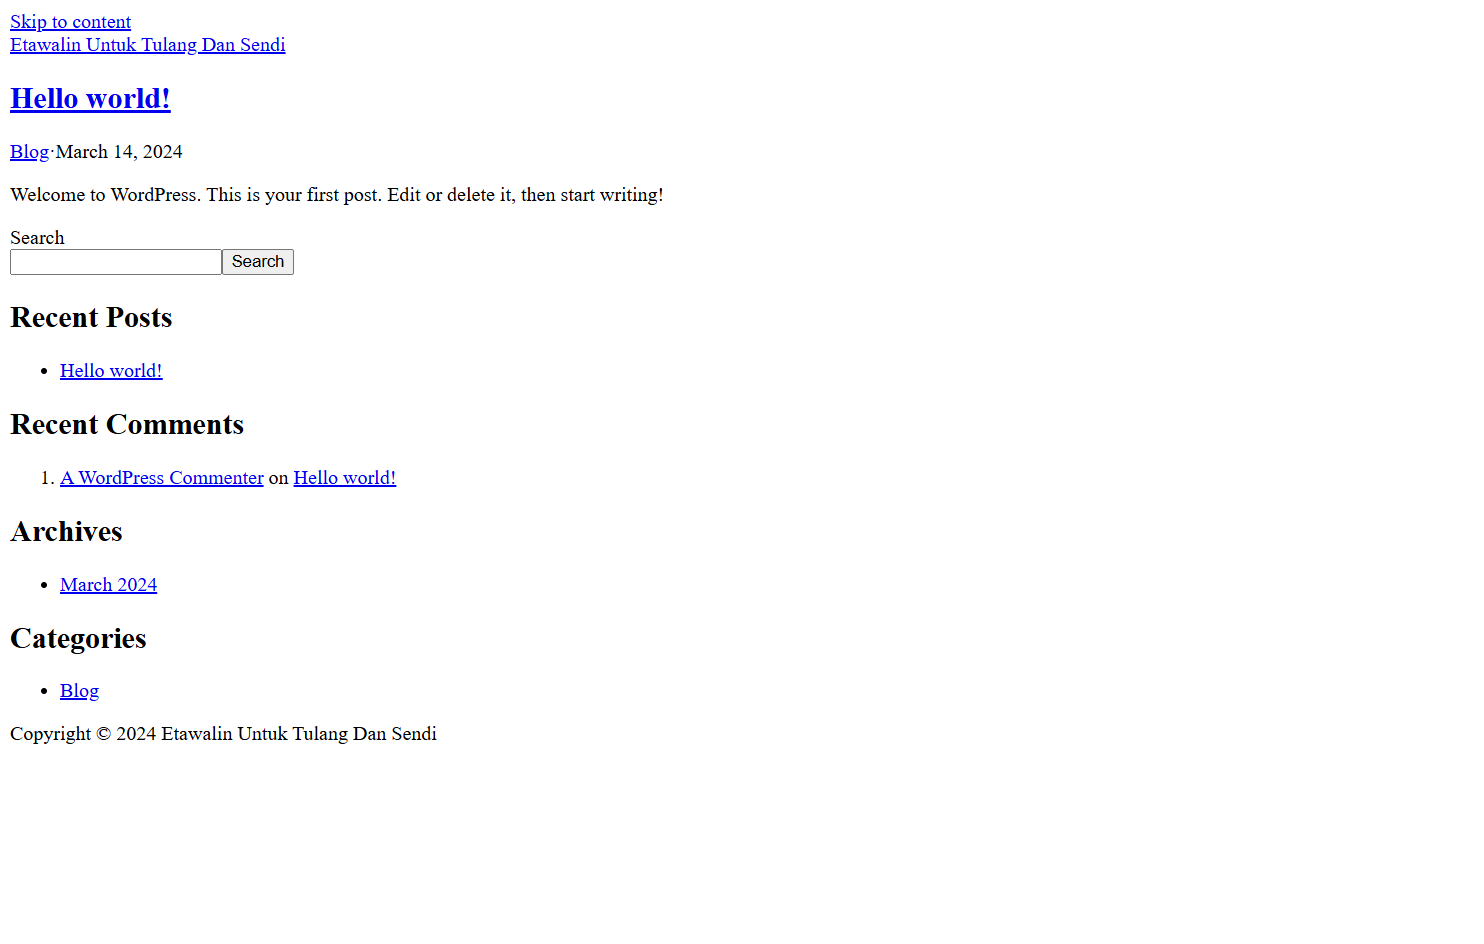 Skip to content
Etawalin Untuk Tulang Dan Sendi
Hello world!
Blog·March 14, 2024
Welcome to WordPress. This is your first post. Edit or delete it, then start writing!
Search
Search
Recent Posts
Hello world!
Recent Comments
1. A WordPress Commenter on Hello world!
Archives
March 2024
Categories
Blog
Copyright © 2024 Etawalin Untuk Tulang Dan Sendi